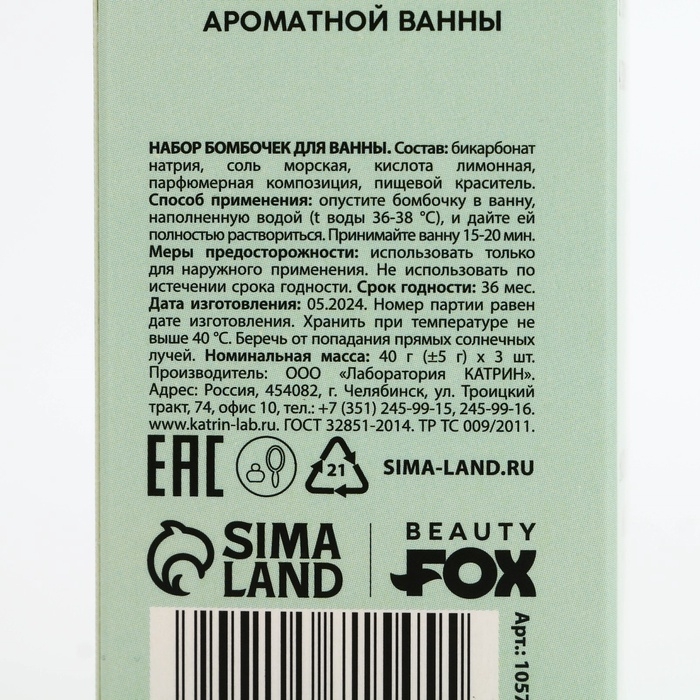 АРОМАТНОЙ ВАННЫ
НАБОР БОМБОЧЕК ДЛЯ ВАННЫ. Состав: бикарбонат
натрия, соль морская, кислота лимонная,
парфюмерная композиция, пищевой краситель.
Способ применения: опустите бомбочку в ванну,
наполненную водой (t воды 36-38 °С), и дайте ей
полностью раствориться. Принимайте ванну 15-20 мин.
Меры предосторожности: использовать только
для наружного применения. Не использовать по
истечении срока годности. Срок годности: 36 мес.
Дата изготовления: 05.2024. Номер партии равен
дате изготовления. Хранить при температуре не
выше 40 °С. Беречь от попадания прямых солнечных
лучей. Номинальная масса: 40 г (±5 г) х 3 шт.
Производитель: ООО «Лаборатория КАТРИН».
Адрес: Россия, 454082, г. Челябинск, ул. Троицкий
тракт, 74, офис 10, тел.: +7 (351) 245-99-15, 245-99-16.
www.katrin-lab.ru. ГОСТ 32851-2014. ТР ТС 009/2011.
EAC
21
SIMA-LAND.RU
SIMA
LAND
BEAUTY
FOX
Арт.: 1057